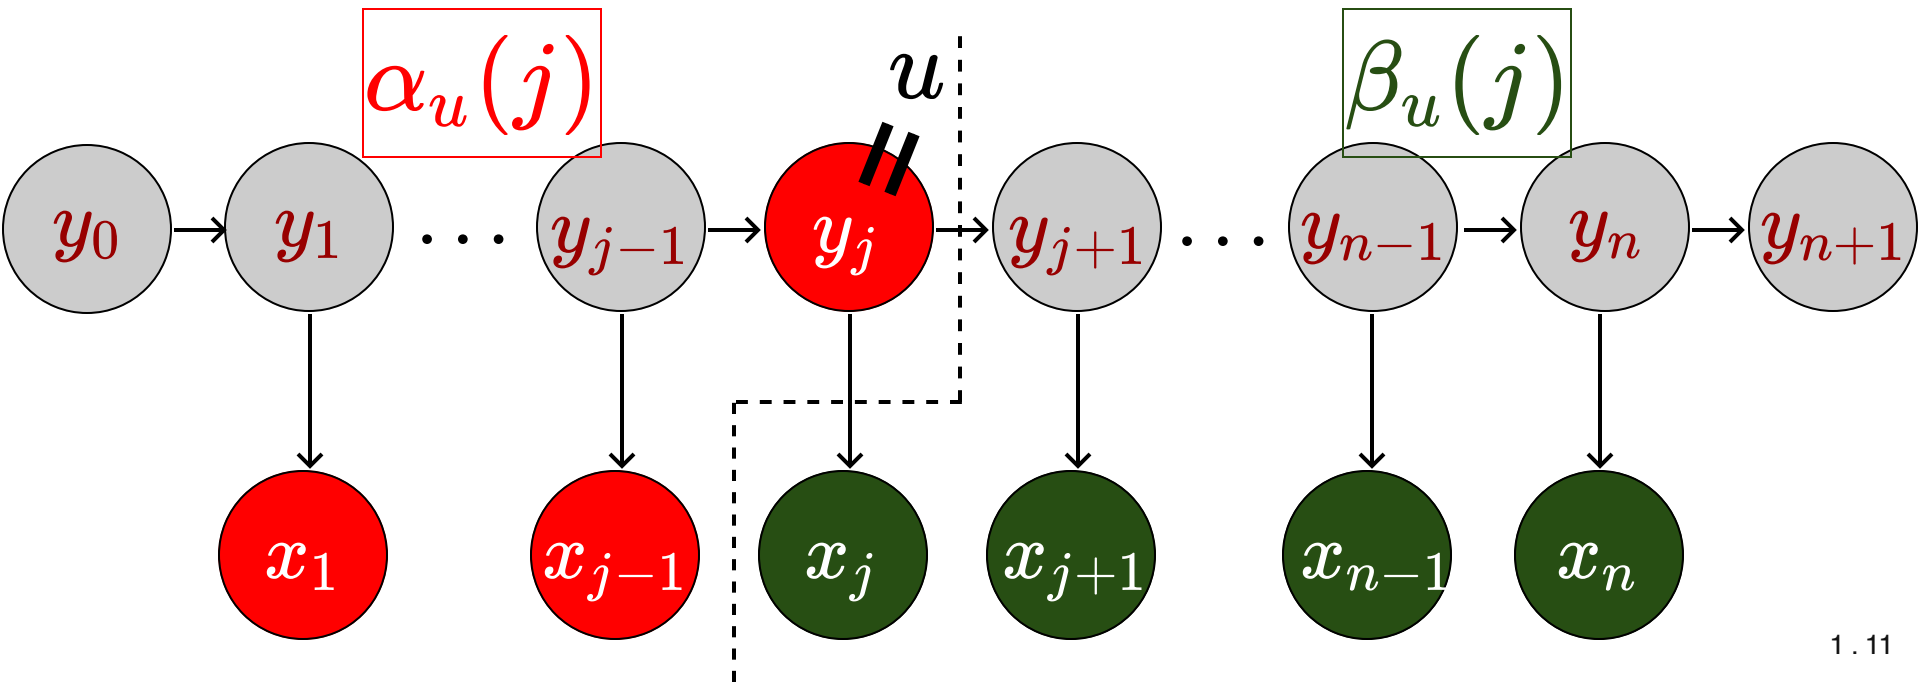 α_u(j) u β_u(j)
y_0 y_1 ... y_{j-1} y_j y_{j+1} ... y_{n-1} y_n y_{n+1}
x_1 x_{j-1} x_j x_{j+1} x_{n-1} x_n
1 . 11